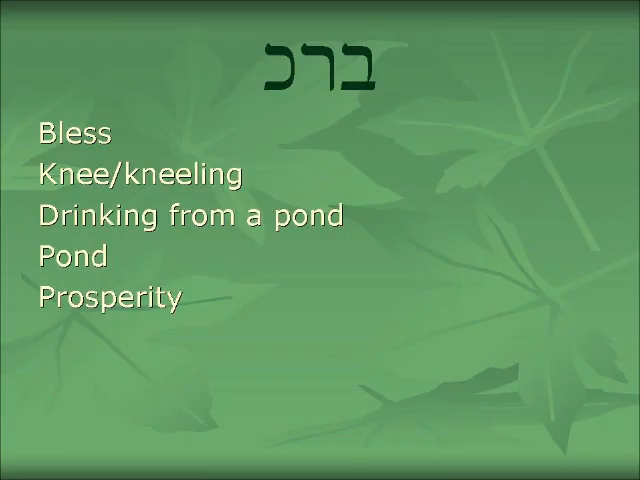 ברכ
Bless
Knee/kneeling
Drinking from a pond
Pond
Prosperity